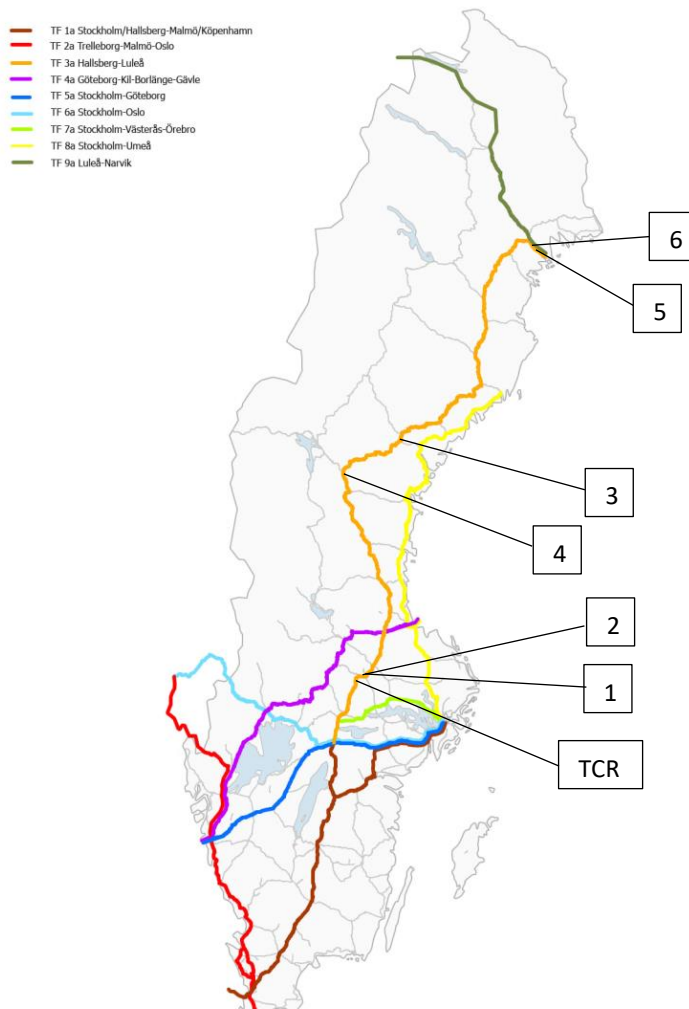 TF 1a Stockholm/Hallsberg-Malmö/Köpenhamn
TF 2a Trelleborg-Malmö-Oslo
TF 3a Hallsberg-Luleå
TF 4a Göteborg-Kil-Borlänge-Gävle
TF 5a Stockholm-Göteborg
TF 6a Stockholm-Oslo
TF 7a Stockholm-Västerås-Örebro
TF 8a Stockholm-Umeå
TF 9a Luleå-Narvik
6
5
3
4
2
1
TCR